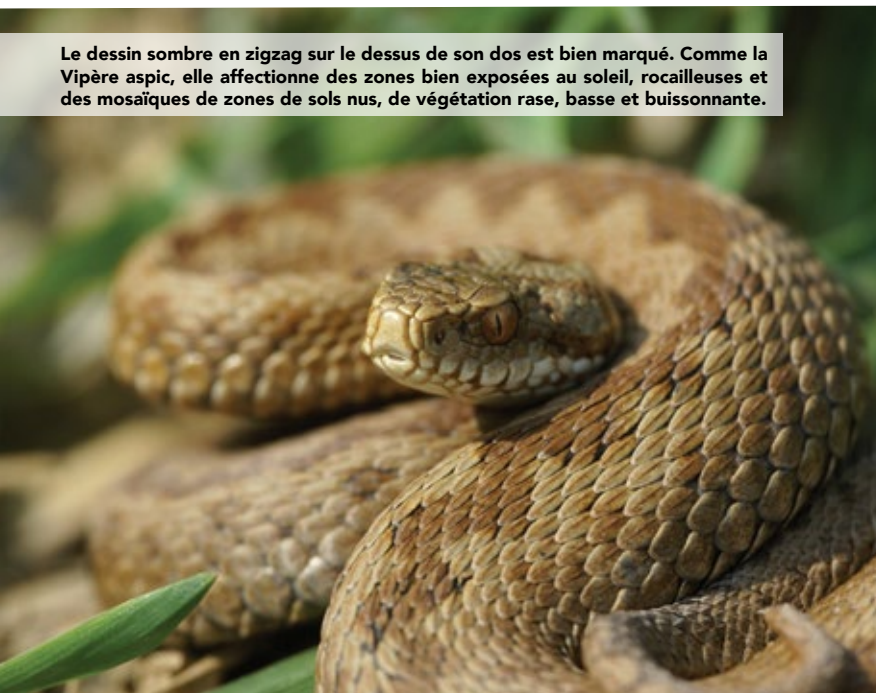 Le dessin sombre en zigzag sur le dessus de son dos est bien marqué. Comme la
Vipère aspic, elle affectionne des zones bien exposées au soleil, rocailleuses et
des mosaïques de zones de sols nus, de végétation rase, basse et buissonnante.